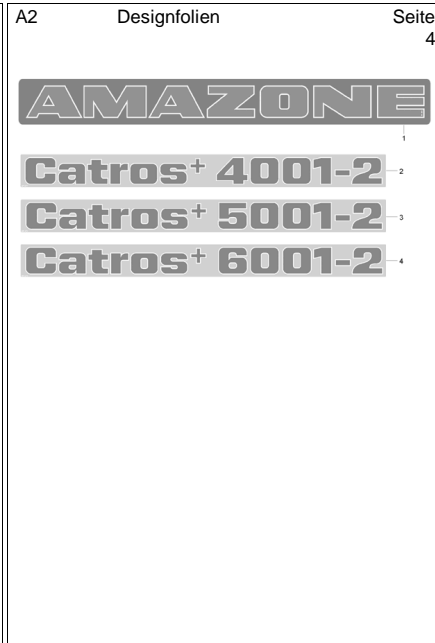 A2 Designfolien Seite
4
AMAZONE
1
Catros+ 4001-2 2
Catros+ 5001-2 3
Catros+ 6001-2 4